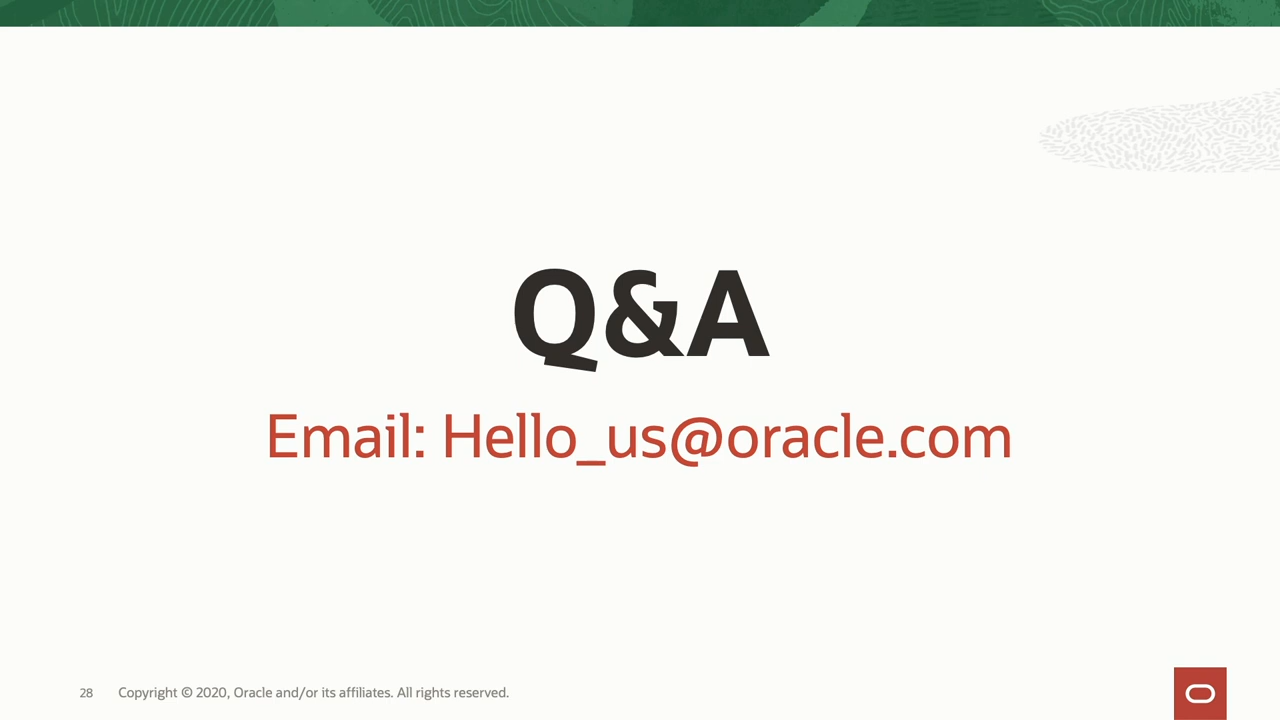 Q&A
Email: Hello_us@oracle.com
28 Copyright © 2020, Oracle and/or its affiliates. All rights reserved.